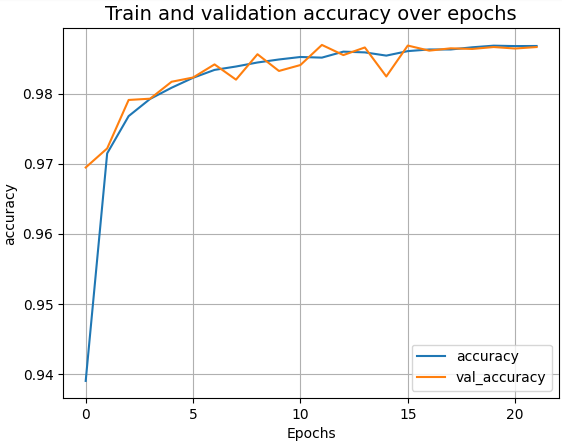 Train and validation accuracy over epochs
accuracy
0.98
0.97
0.96
0.95
0.94
0 5 10 15 20
Epochs
accuracy
val_accuracy